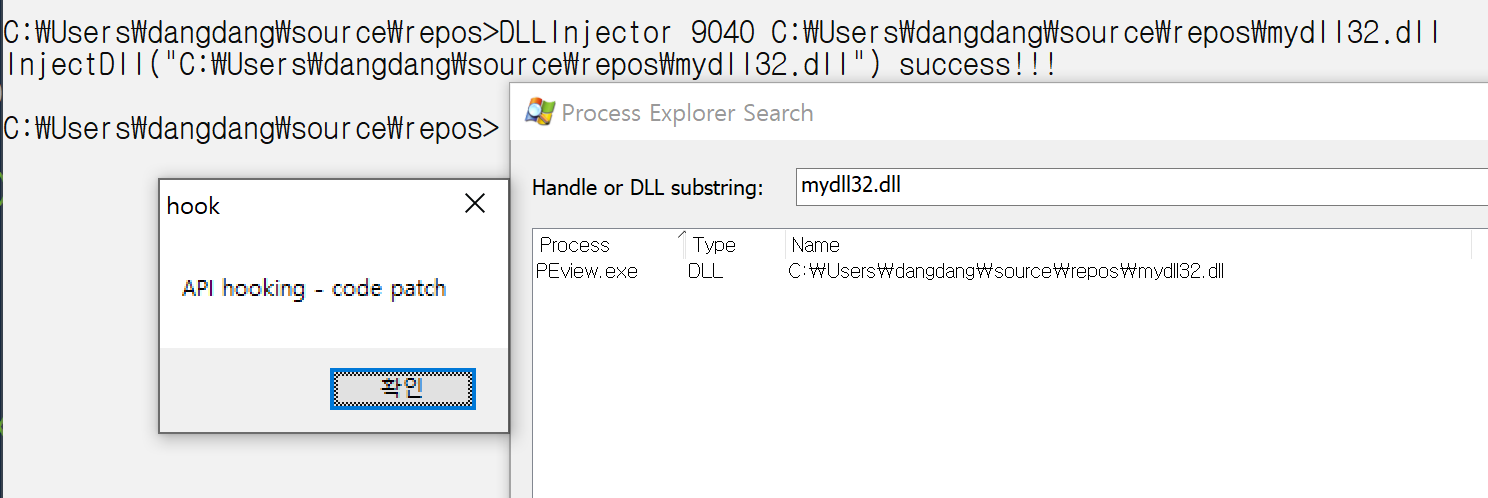 C:₩Users₩dangdang₩source₩repos>DLLInjector 9040 C:₩Users₩dangdang₩source₩repos₩mydll32.dll
InjectDll("C:₩Users₩dangdang₩source₩repos₩mydll32.dll") success!!!
C:₩Users₩dangdang₩source₩repos>
Process Explorer Search
Handle or DLL substring: mydll32.dll
hook
API hooking - code patch
확인
Process Type Name
PEview.exe DLL C:₩Users₩dangdang₩source₩repos₩mydll32.dll